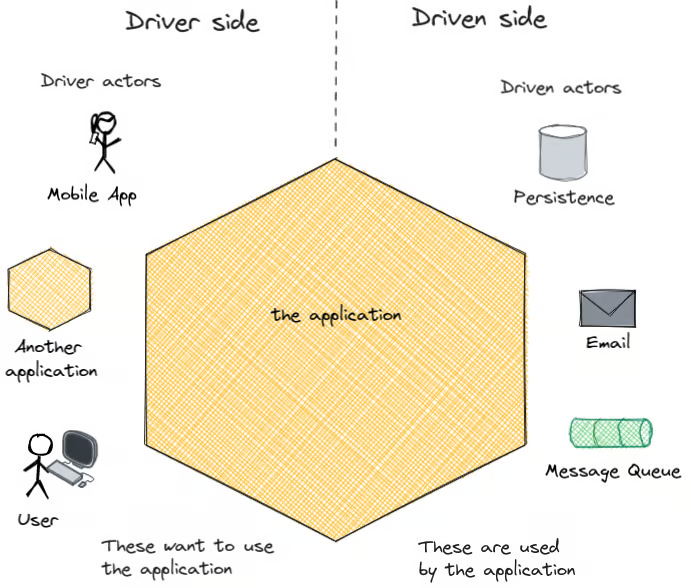 Driver side
Driven side
Driver actors
Driven actors
Mobile App
Persistence
the application
Another
application
Email
User
Message Queue
These want to use
the application
These are used
by the application